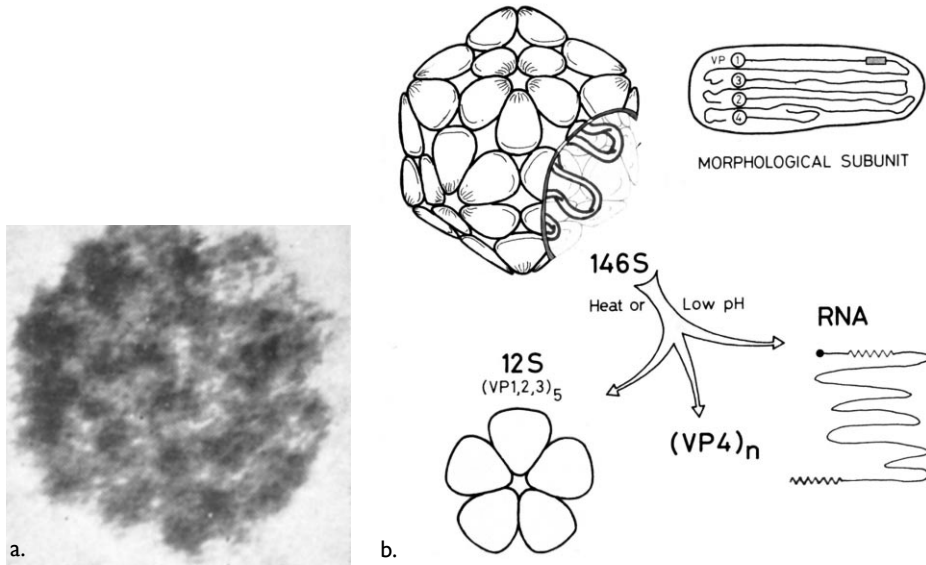 VP 1
3
2
4
MORPHOLOGICAL SUBUNIT
146S
Heat or Low pH
RNA
12S
(VP1,2,3)5
(VP4)n
a.
b.